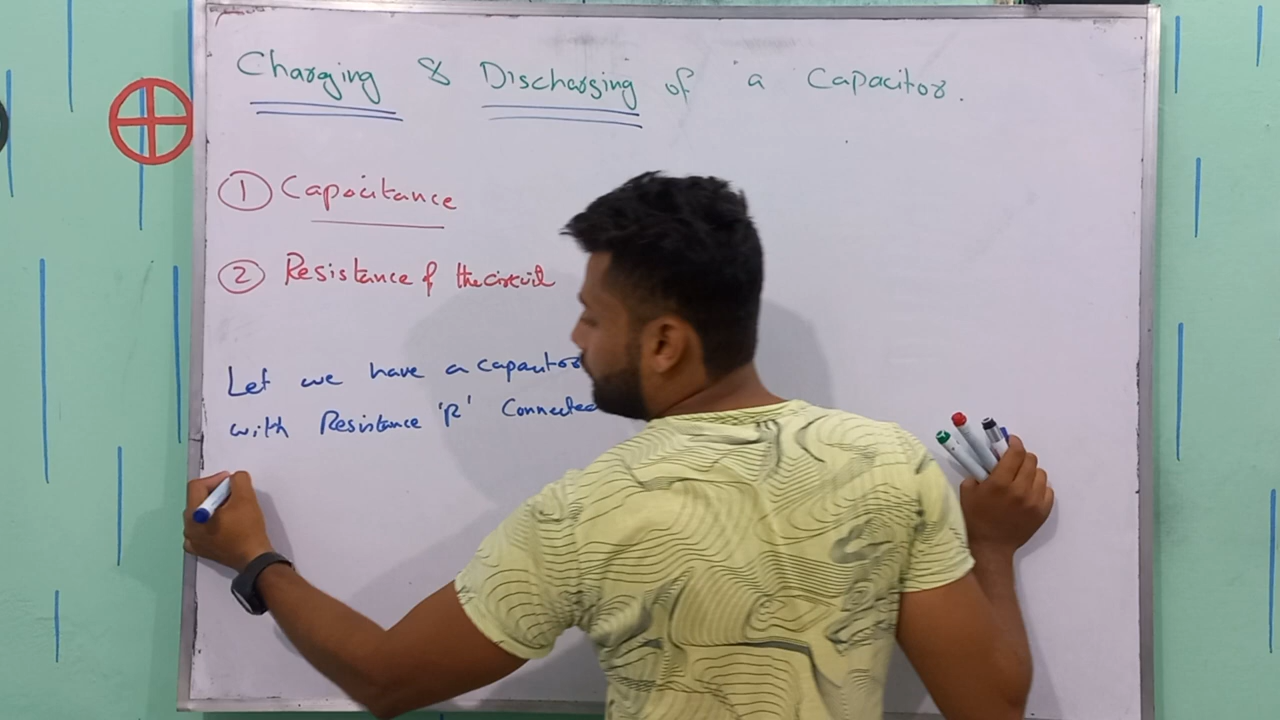 Charging & Discharging of a Capacitor.
① Capacitance
② Resistance of the circuit
Let we have a capacitor
with Resistance 'R' Connected